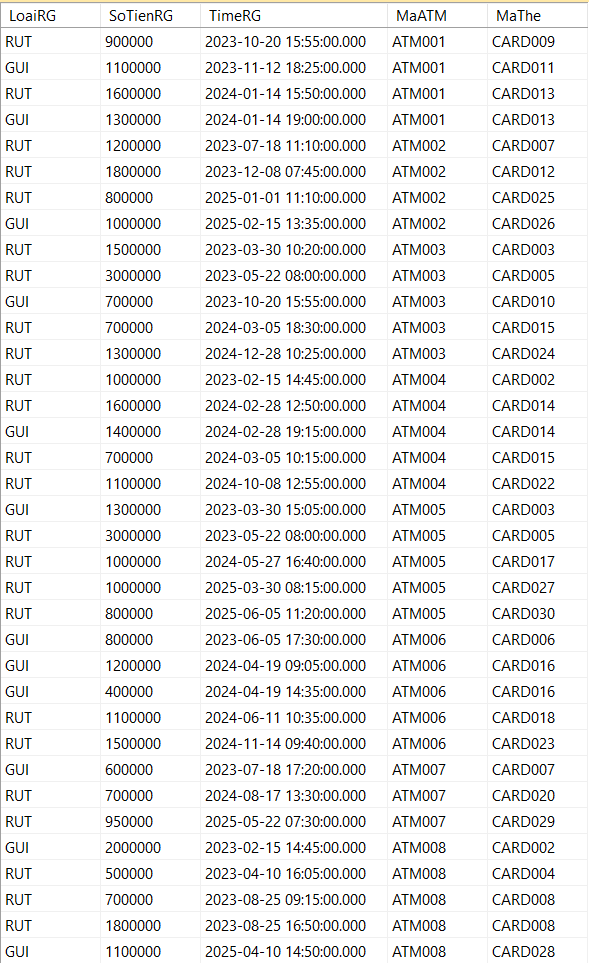 LoaiRG SoTienRG TimeRG MaATM MaThe
RUT 900000 2023-10-20 15:55:00.000 ATM001 CARD009
GUI 1100000 2023-11-12 18:25:00.000 ATM001 CARD011
RUT 1600000 2024-01-14 15:50:00.000 ATM001 CARD013
GUI 1300000 2024-01-14 19:00:00.000 ATM001 CARD013
RUT 1200000 2023-07-18 11:10:00.000 ATM002 CARD007
RUT 1800000 2023-12-08 07:45:00.000 ATM002 CARD012
RUT 800000 2025-01-01 11:10:00.000 ATM002 CARD025
GUI 1000000 2025-02-15 13:35:00.000 ATM002 CARD026
RUT 1500000 2023-03-30 10:20:00.000 ATM003 CARD003
RUT 3000000 2023-05-22 08:00:00.000 ATM003 CARD005
GUI 700000 2023-10-20 15:55:00.000 ATM003 CARD010
RUT 700000 2024-03-05 18:30:00.000 ATM003 CARD015
RUT 1300000 2024-12-28 10:25:00.000 ATM003 CARD024
RUT 1000000 2023-02-15 14:45:00.000 ATM004 CARD002
RUT 1600000 2024-02-28 12:50:00.000 ATM004 CARD014
GUI 1400000 2024-02-28 19:15:00.000 ATM004 CARD014
RUT 700000 2024-03-05 10:15:00.000 ATM004 CARD015
RUT 1100000 2024-10-08 12:55:00.000 ATM004 CARD022
GUI 1300000 2023-03-30 15:05:00.000 ATM005 CARD003
RUT 3000000 2023-05-22 08:00:00.000 ATM005 CARD005
RUT 1000000 2024-05-27 16:40:00.000 ATM005 CARD017
RUT 1000000 2025-03-30 08:15:00.000 ATM005 CARD027
RUT 800000 2025-06-05 11:20:00.000 ATM005 CARD030
GUI 800000 2023-06-05 17:30:00.000 ATM006 CARD006
GUI 1200000 2024-04-19 09:05:00.000 ATM006 CARD016
GUI 400000 2024-04-19 14:35:00.000 ATM006 CARD016
RUT 1100000 2024-06-11 10:35:00.000 ATM006 CARD018
RUT 1500000 2024-11-14 09:40:00.000 ATM006 CARD023
GUI 600000 2023-07-18 17:20:00.000 ATM007 CARD007
RUT 700000 2024-08-17 13:30:00.000 ATM007 CARD020
RUT 950000 2025-05-22 07:30:00.000 ATM007 CARD029
GUI 2000000 2023-02-15 14:45:00.000 ATM008 CARD002
RUT 500000 2023-04-10 16:05:00.000 ATM008 CARD004
RUT 700000 2023-08-25 09:15:00.000 ATM008 CARD008
RUT 1800000 2023-08-25 16:50:00.000 ATM008 CARD008
GUI 1100000 2025-04-10 14:50:00.000 ATM008 CARD028